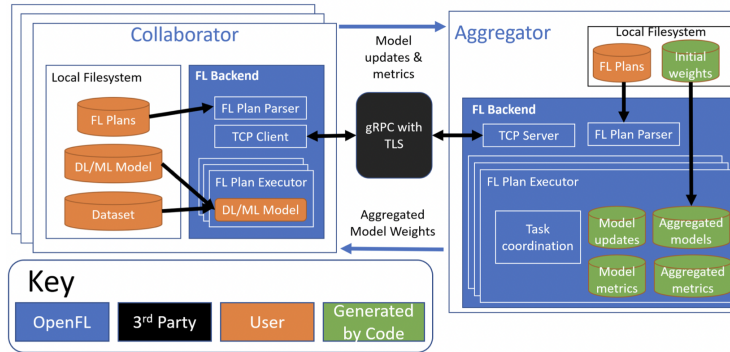 Collaborator
Local Filesystem
FL Plans
DL/ML Model
Dataset
FL Backend
FL Plan Parser
TCP Client
FL Plan Executor
DL/ML Model
Model
updates &
metrics
gRPC with
TLS
Aggregated
Model Weights
Aggregator
Local Filesystem
FL Plans
Initial
weights
FL Backend
TCP Server
FL Plan Parser
FL Plan Executor
Task
coordination
Model
updates
Aggregated
models
Model
metrics
Aggregated
metrics
Key
OpenFL
3rd Party
User
Generated
by Code